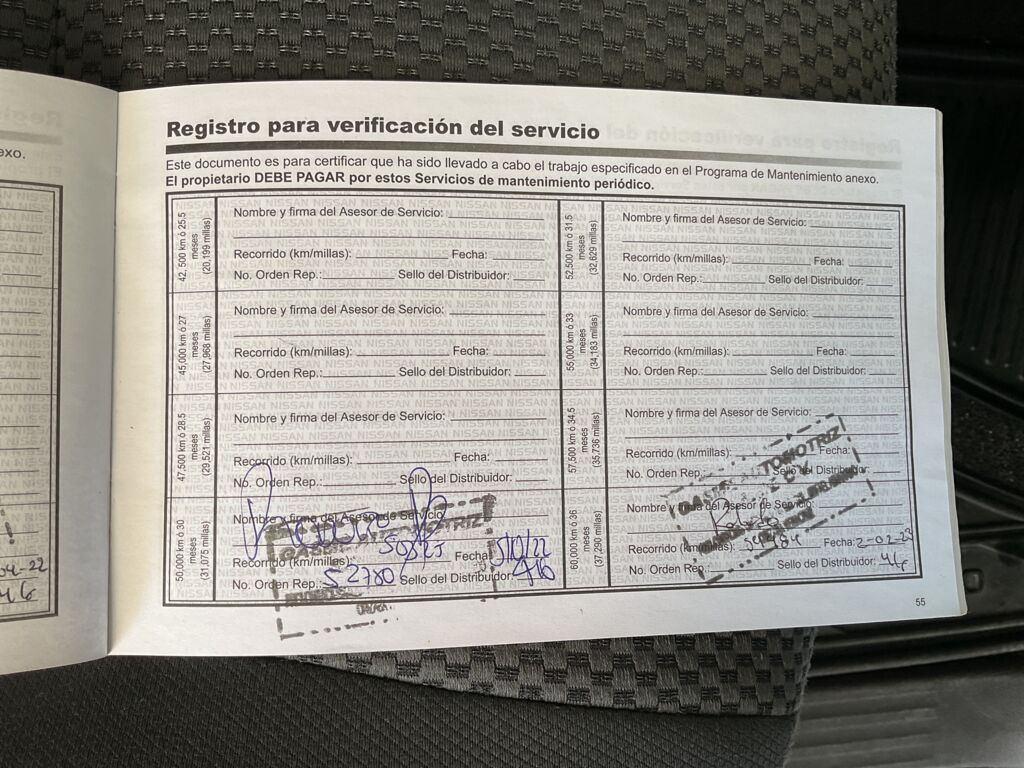 exo.
04-22
46
Registro para verificación del servicio
Este documento es para certificar que ha sido llevado a cabo el trabajo especificado en el Programa de Mantenimiento anexo.
El propietario DEBE PAGAR por estos Servicios de mantenimiento periódico.
42,500 km ó 25.5
meses
(20,199 millas)
Nombre y firma del Asesor de Servicio:
Recorrido (km/millas): Fecha:
No. Orden Rep.: Sello del Distribuidor:
45,000 km ó 27
meses
(27,968 millas)
Nombre y firma del Asesor de Servicio:
Recorrido (km/millas): Fecha:
No. Orden Rep.: Sello del Distribuidor:
47,500 km ó 28.5
meses
(29,521 millas)
Nombre y firma del Asesor de Servicio:
Recorrido (km/millas): Fecha:
No. Orden Rep.: Sello del Distribuidor:
50,000 km ó 30
meses
(31,075 millas)
Nombre y firma del Asesor de Servicio:
Recorrido (km/millas): Fecha: 5/10/22
No. Orden Rep.: S2780 Sello del Distribuidor:
52,500 km ó 31.5
meses
(32,629 millas)
Nombre y firma del Asesor de Servicio:
Recorrido (km/millas): Fecha:
No. Orden Rep.: Sello del Distribuidor:
55,000 km ó 33
meses
(34,183 millas)
Nombre y firma del Asesor de Servicio:
Recorrido (km/millas): Fecha:
No. Orden Rep.: Sello del Distribuidor:
57,500 km ó 34.5
meses
(35,736 millas)
Nombre y firma del Asesor de Servicio:
Recorrido (km/millas): Fecha:
No. Orden Rep.: Sello del Distribuidor:
60,000 km ó 36
meses
(37,290 millas)
Nombre y firma del Asesor de Servicio:
Recorrido (km/millas): Fecha: 2-02-23
No. Orden Rep.: Sello del Distribuidor: 46
55